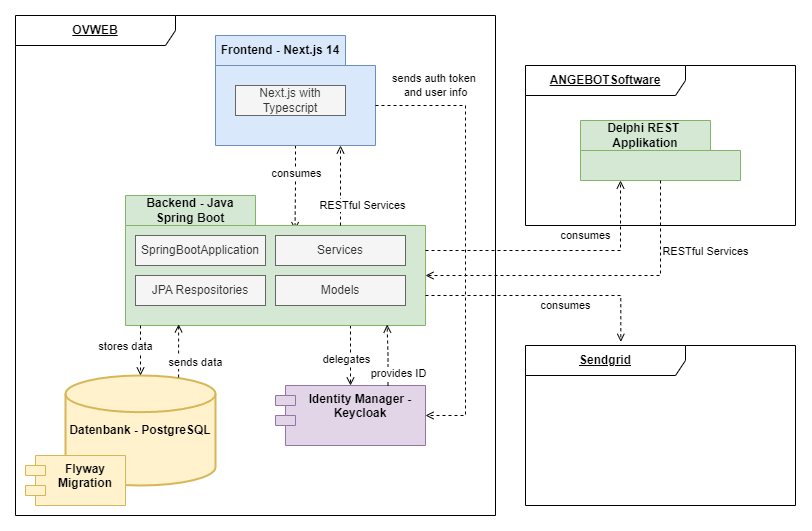 OVWEB
Frontend - Next.js 14
Next.js with
Typescript
sends auth token
and user info
ANGEBOTSoftware
Delphi REST
Applikation
consumes
RESTful Services
Backend - Java
Spring Boot
SpringBootApplication
Services
JPA Respositories
Models
consumes
RESTful Services
consumes
stores data
sends data
delegates
provides ID
Sendgrid
Datenbank - PostgreSQL
Identity Manager -
Keycloak
Flyway
Migration